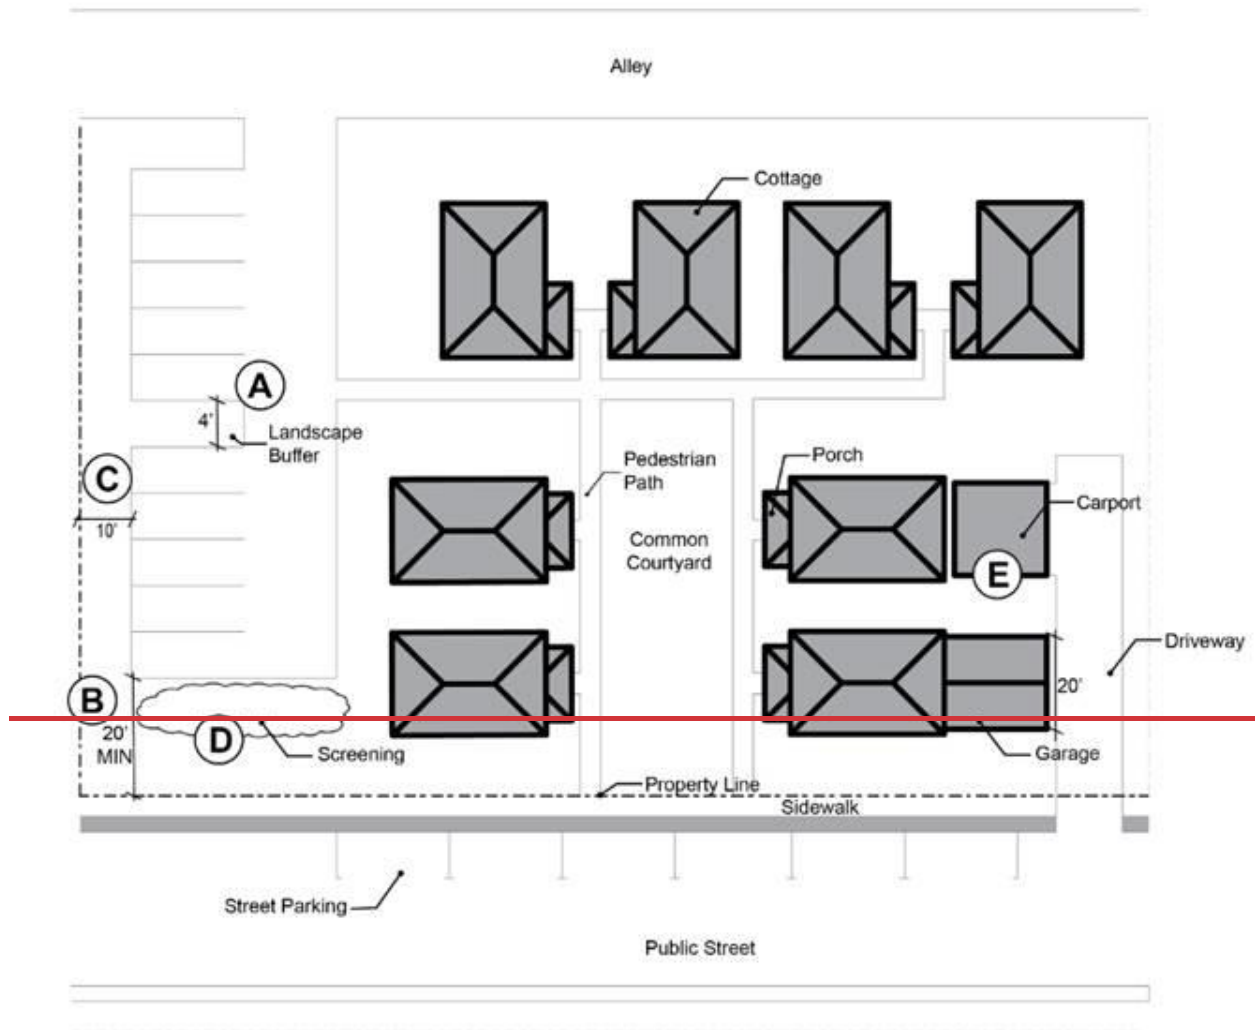 Alley
Cottage
A
4'
Landscape
Buffer
C
10'
Pedestrian
Path
Porch
Common
Courtyard
Carport
E
Driveway
B
20'
MIN
D
Screening
20'
Garage
Property Line
Sidewalk
Street Parking
Public Street